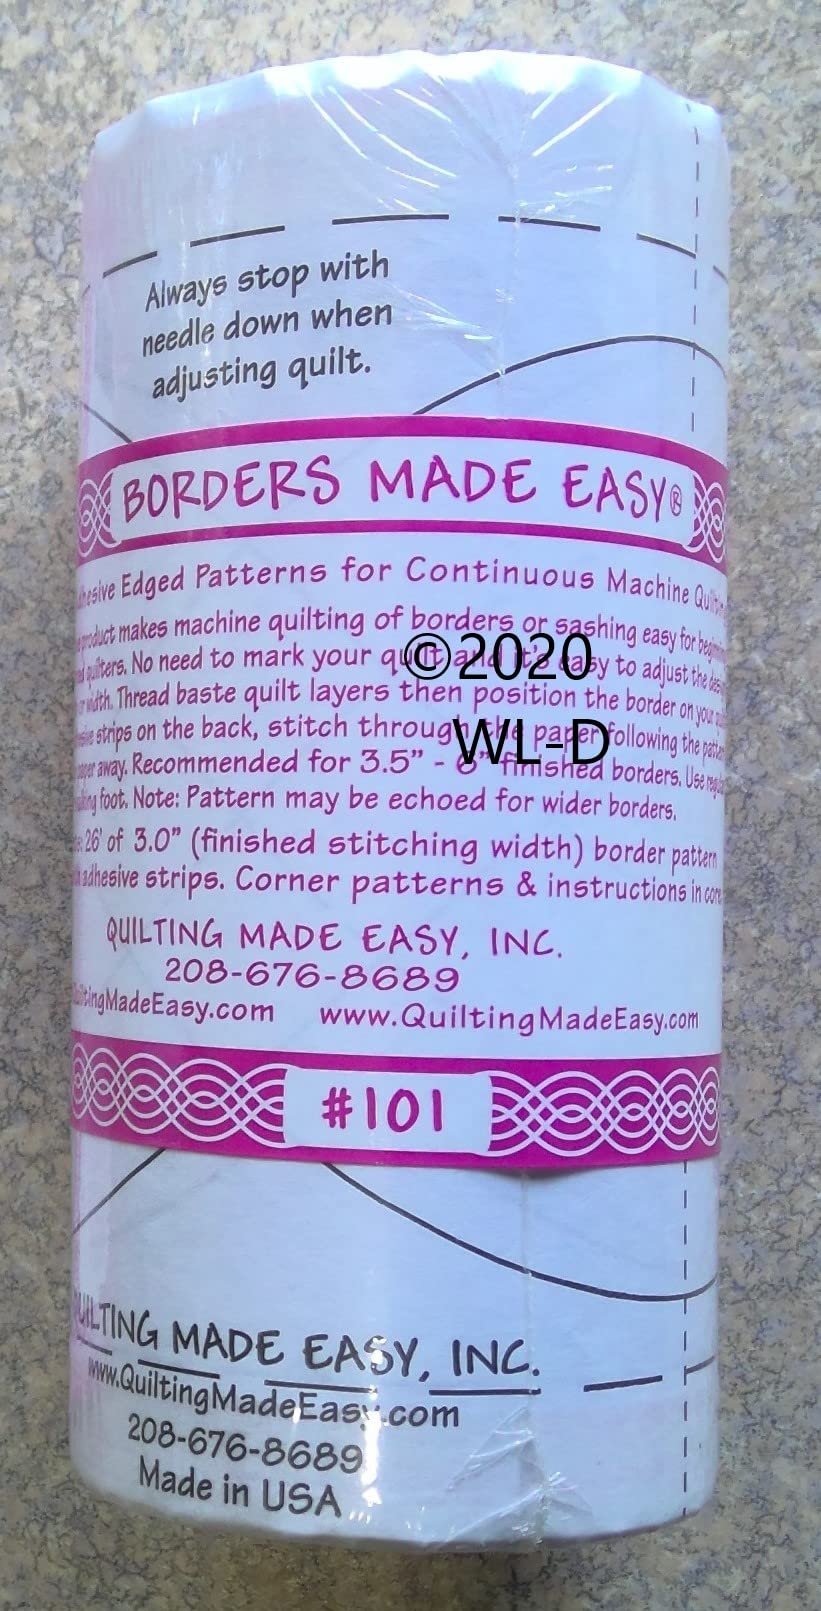 Always stop with
needle down when
adjusting quilt.
BORDERS MADE EASY®
hesive Edged Patterns for Continuous Machine Quilting
product makes machine quilting of borders or sashing easy for
quilters. No need to mark your quilt and it's easy to adjust the
width. Thread baste quilt layers then position the border on your
strips on the back, stitch through the paper following the
away. Recommended for 3.5" - 6" finished borders. Use
foot. Note: Pattern may be echoed for wider borders.
26' of 3.0" (finished stitching width) border pattern
adhesive strips. Corner patterns & instructions in
©2020
WL-D
QUILTING MADE EASY, INC.
208-676-8689
QuiltingMadeEasy.com www.QuiltingMadeEasy.com
#101
QUILTING MADE EASY, INC.
www.QuiltingMadeEasy.com
208-676-8689
Made in USA